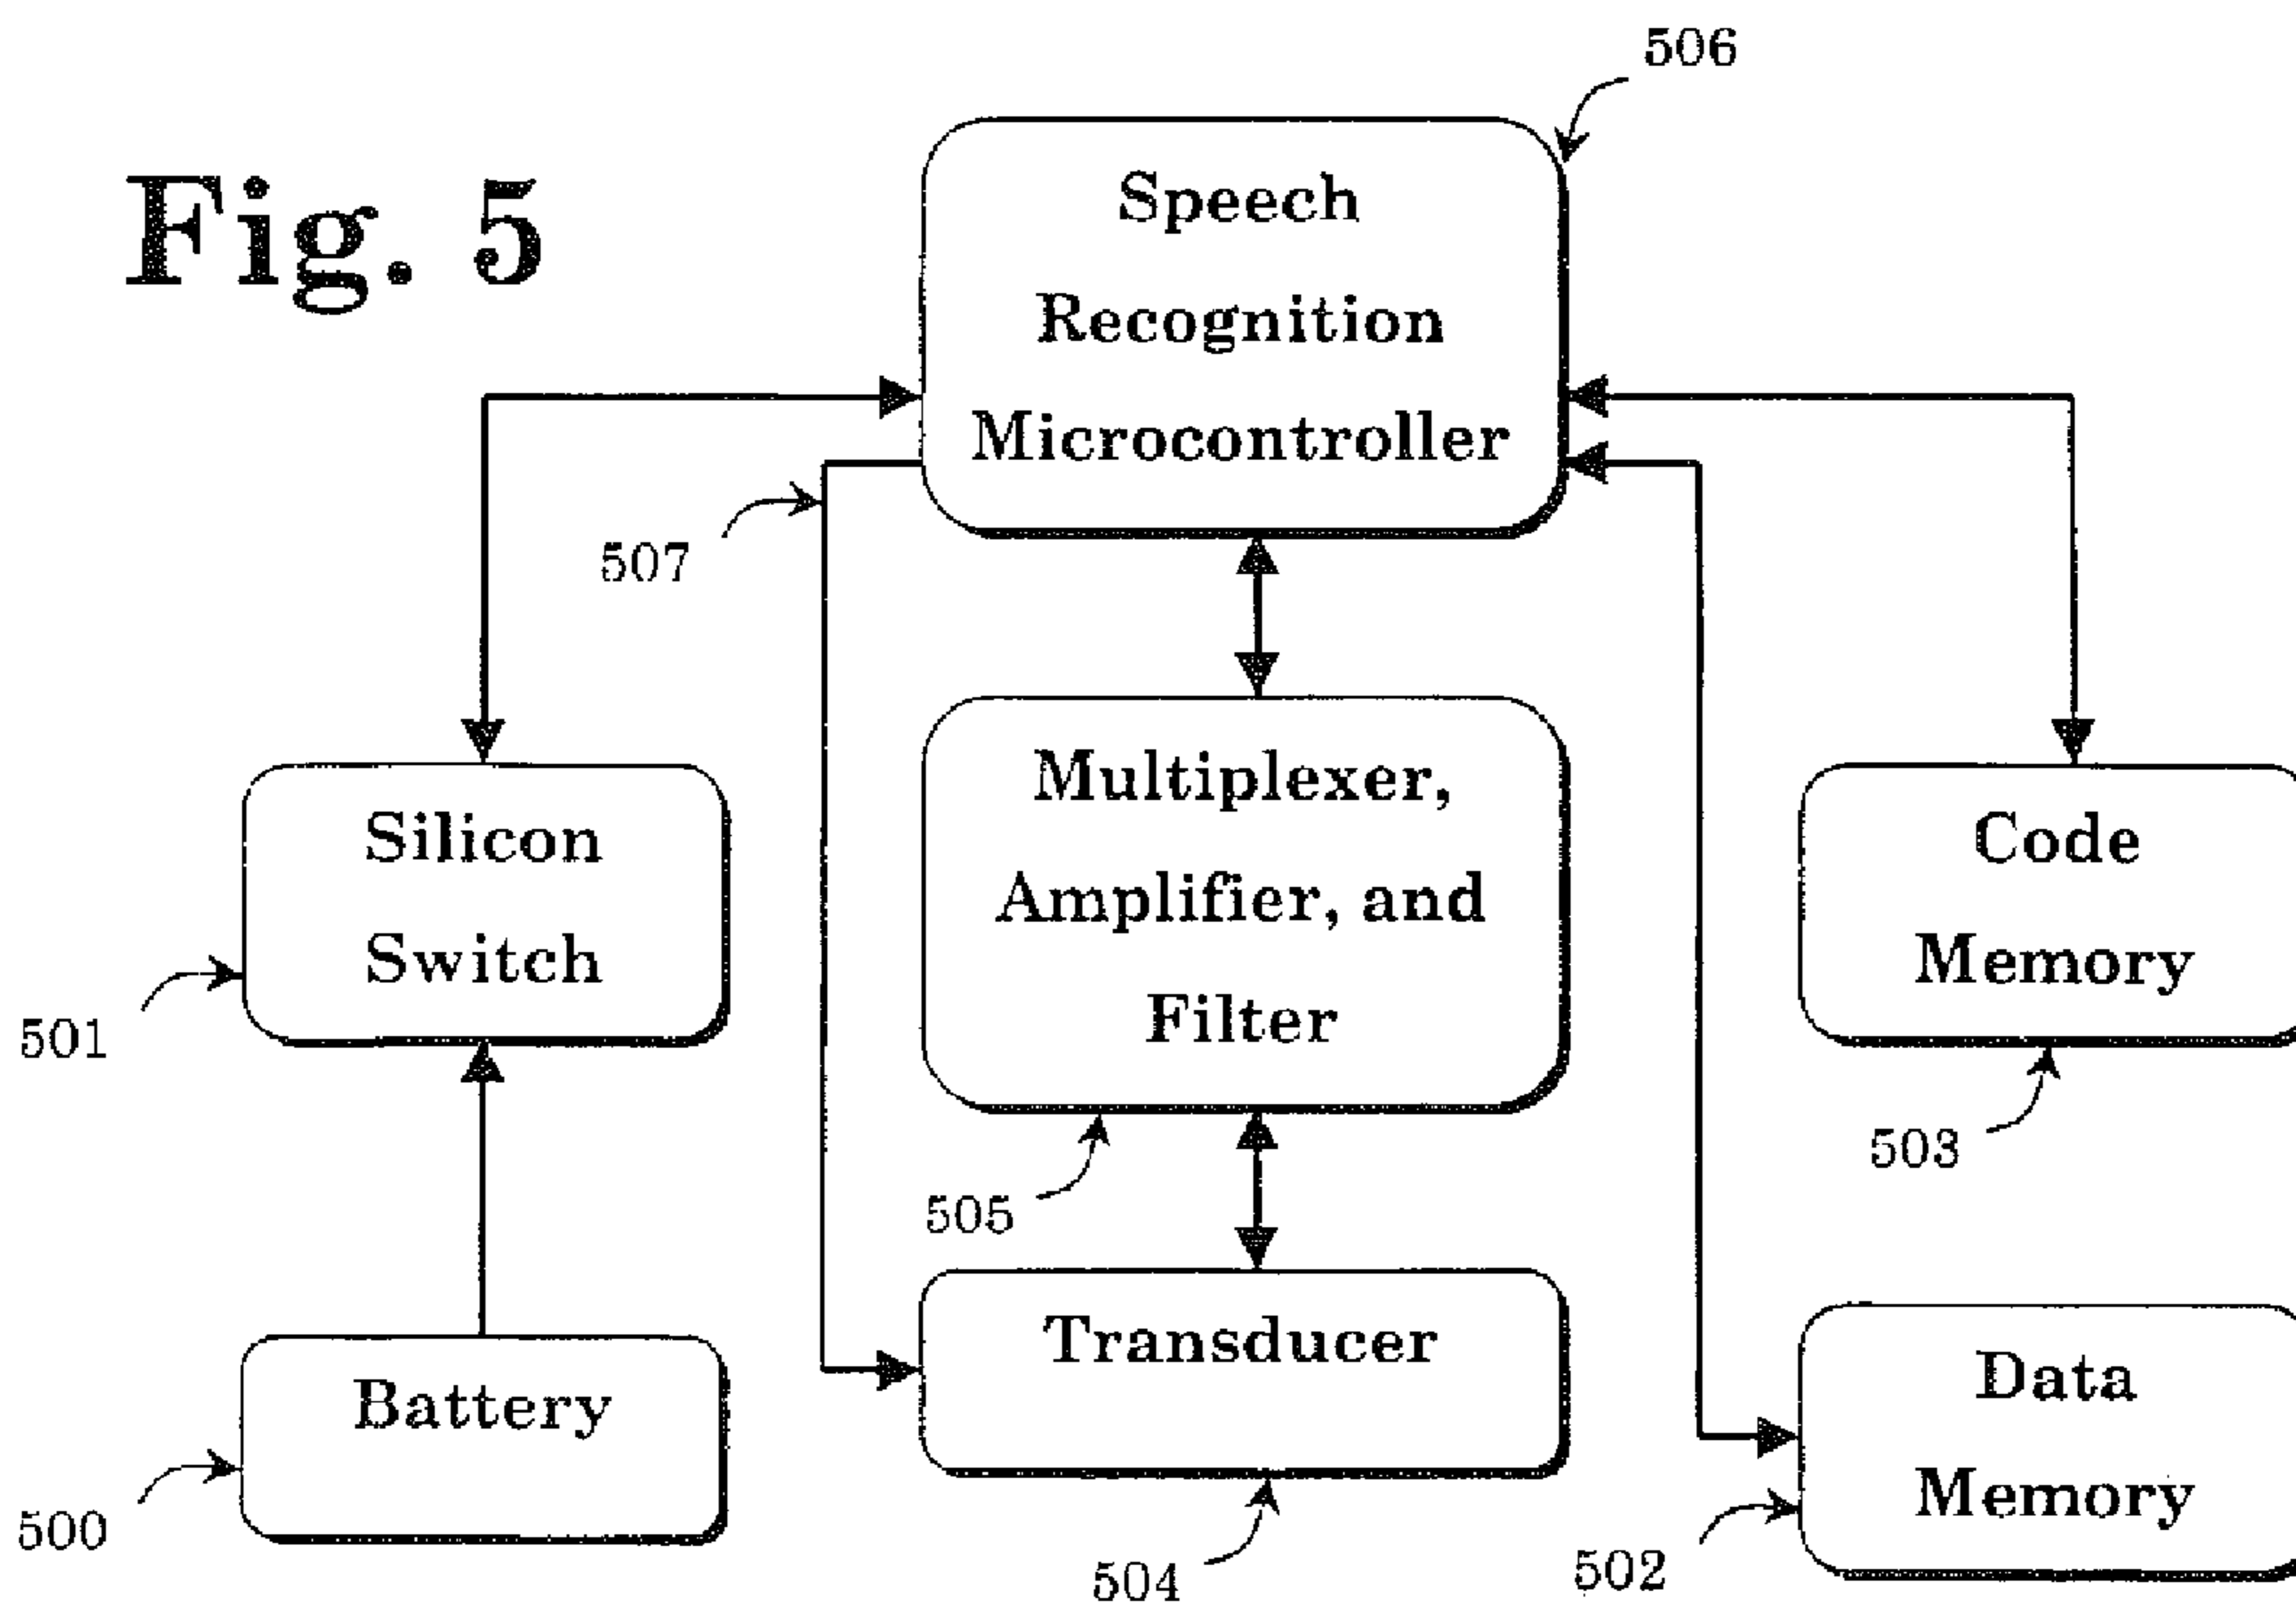 Fig. 5
506
Speech
Recognition
Microcontroller
507
Silicon
Switch
501
Multiplexer,
Amplifier, and
Filter
505
Code
Memory
503
Battery
500
Transducer
504
Data
Memory
502